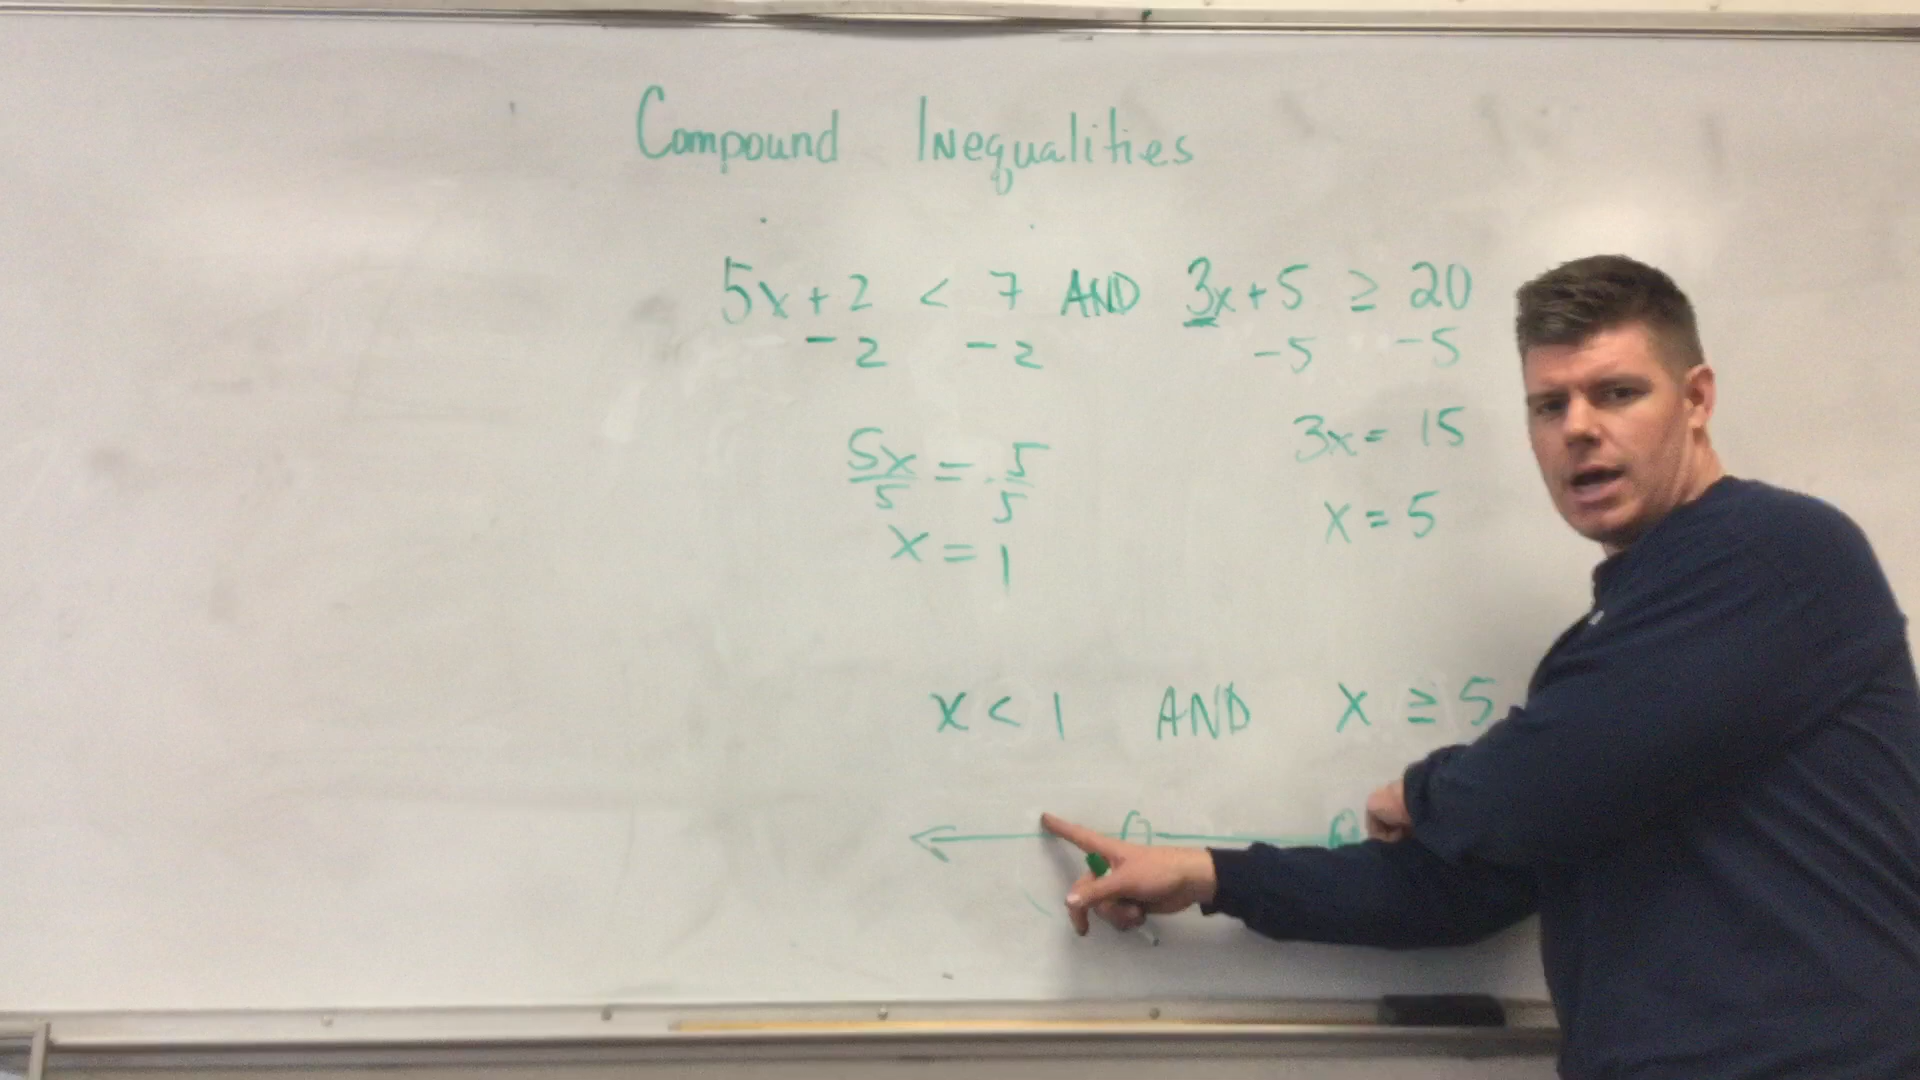 Compound Inequalities
5x + 2 < 7 AND 3x + 5 ≥ 20
- 2 - 2 -5 -5
5x/5 = 5/5
3x = 15
x = 1
x = 5
x < 1 AND x ≥ 5